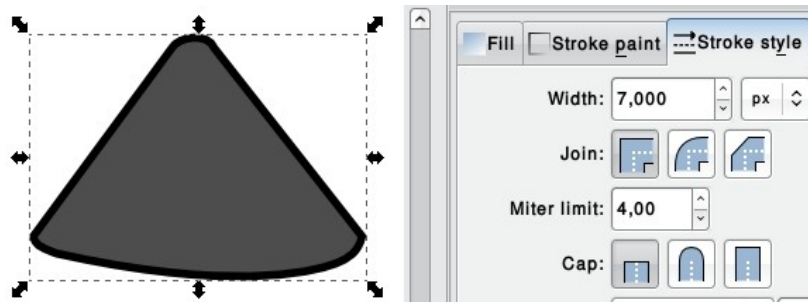 Fill Stroke paint Stroke style
Width: 7,000 px
Join:
Miter limit: 4,00
Cap: